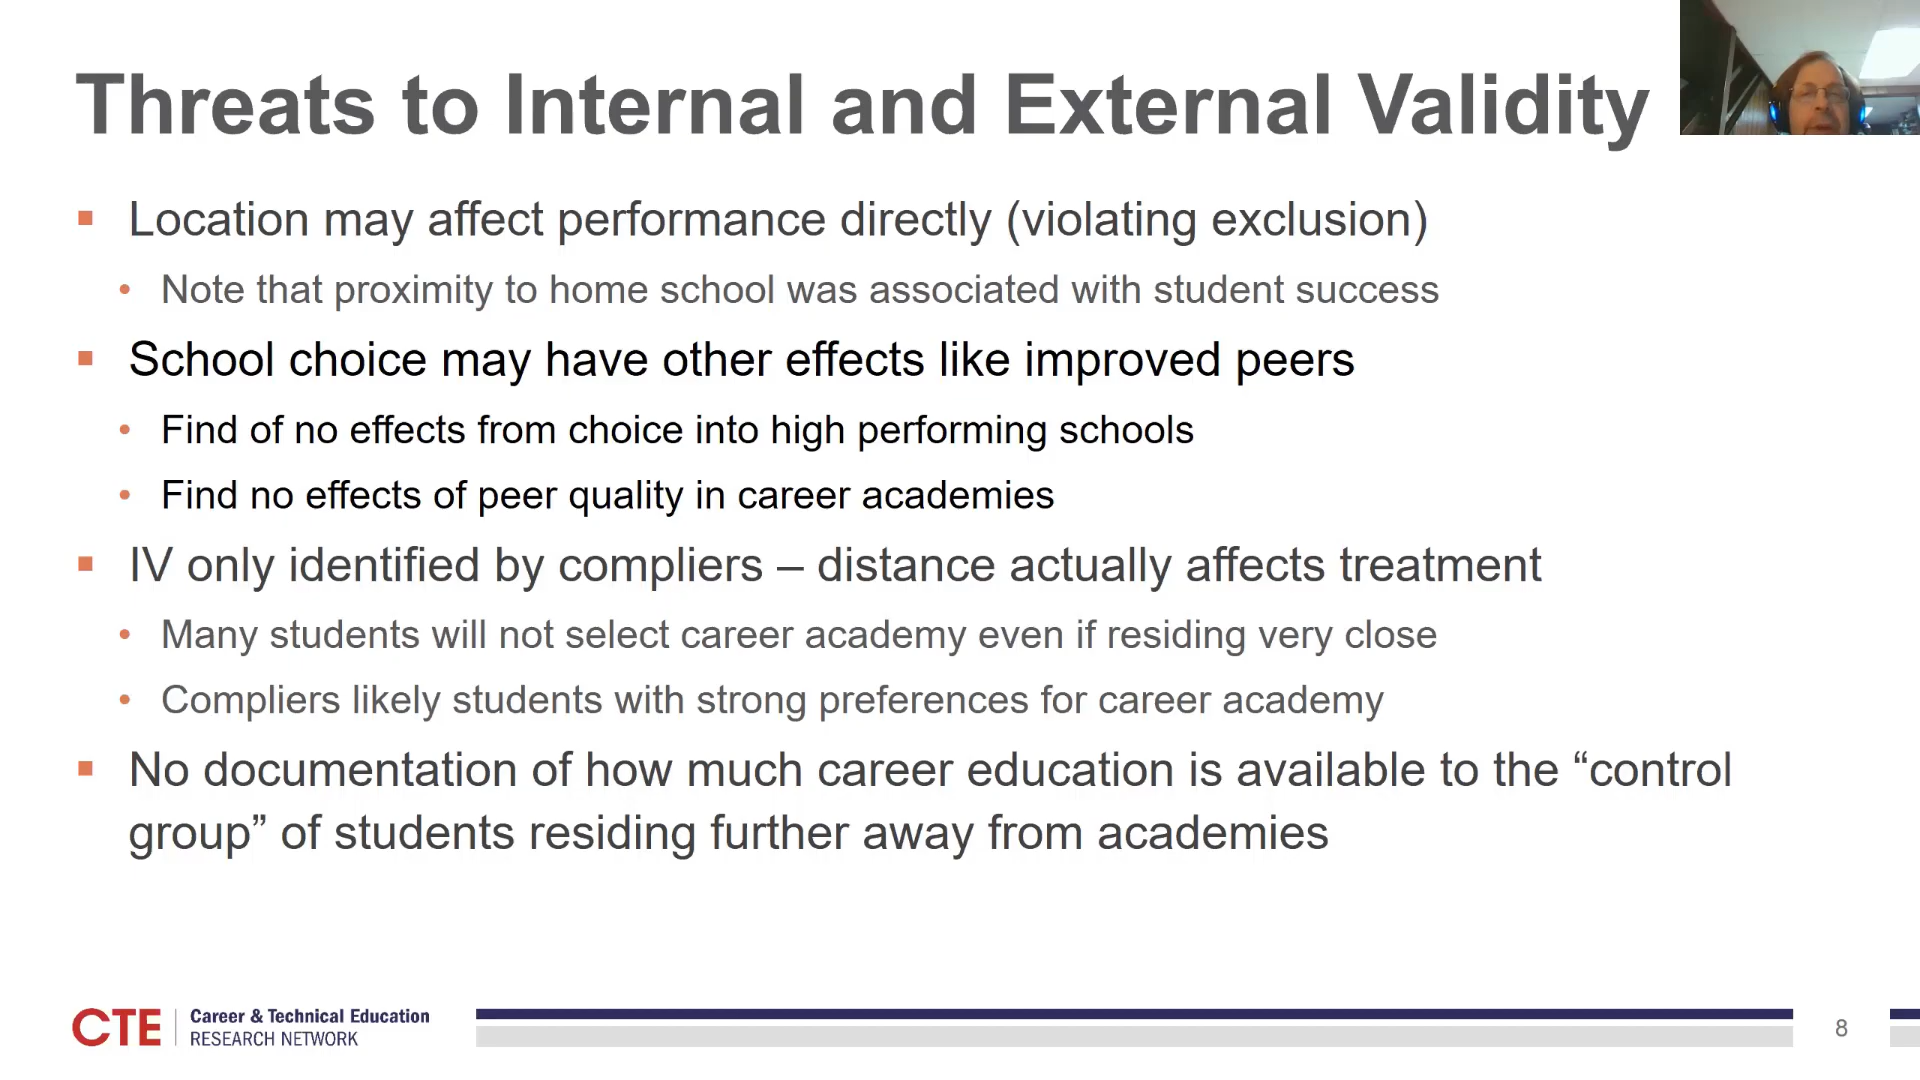 Threats to Internal and External Validity
Location may affect performance directly (violating exclusion)
Note that proximity to home school was associated with student success
School choice may have other effects like improved peers
Find of no effects from choice into high performing schools
Find no effects of peer quality in career academies
IV only identified by compliers – distance actually affects treatment
Many students will not select career academy even if residing very close
Compliers likely students with strong preferences for career academy
No documentation of how much career education is available to the “control
group” of students residing further away from academies
CTE
Career & Technical Education
RESEARCH NETWORK
8